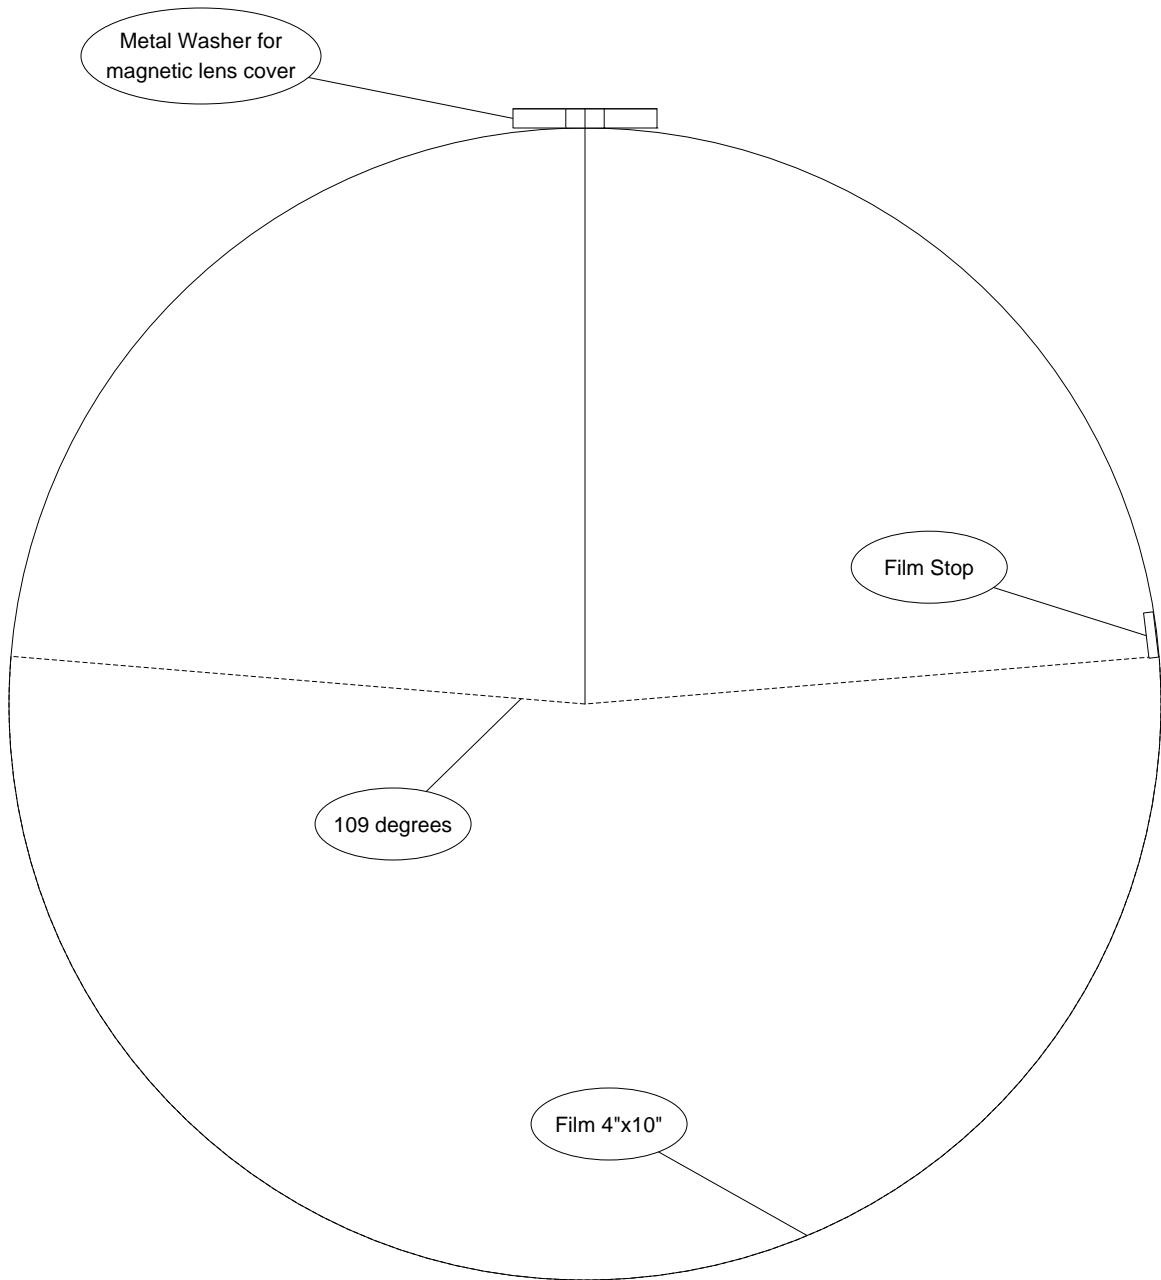 Metal Washer for
magnetic lens cover
Film Stop
109 degrees
Film 4"x10"